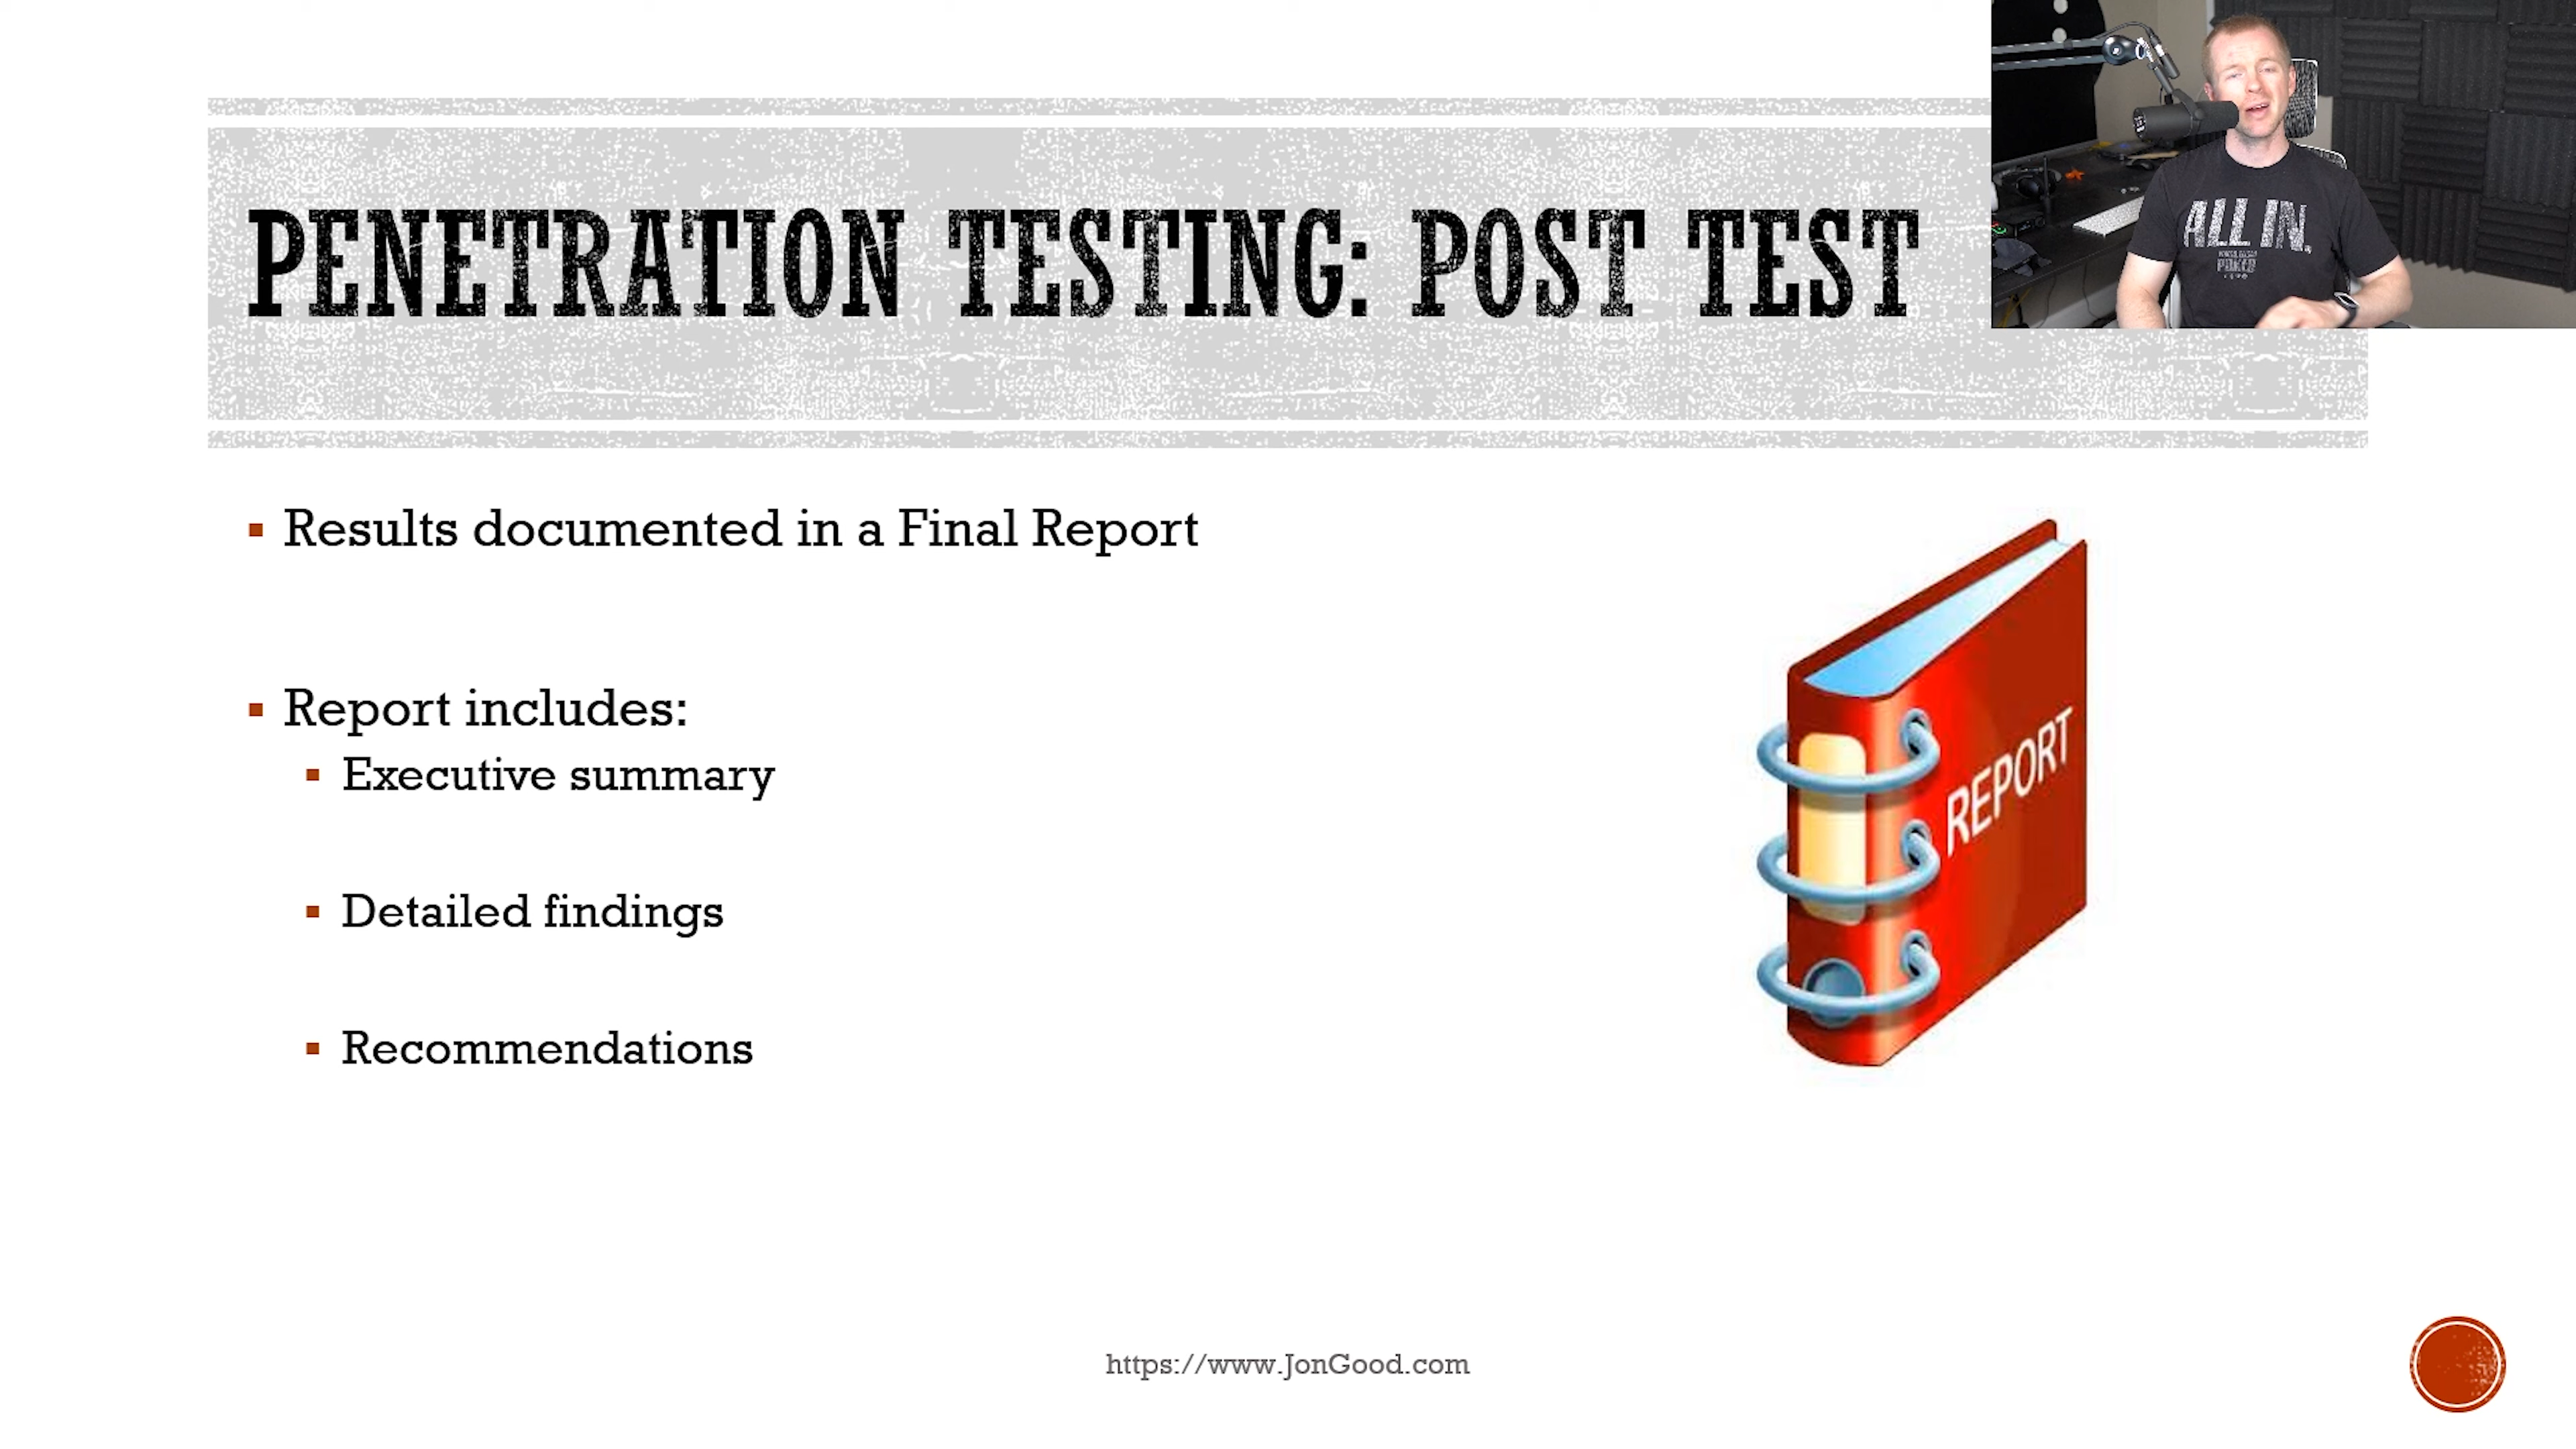 PENETRATION TESTING: POST TEST
ALL IN.
Results documented in a Final Report
Report includes:
Executive summary
Detailed findings
Recommendations
REPORT
https://www.JonGood.com